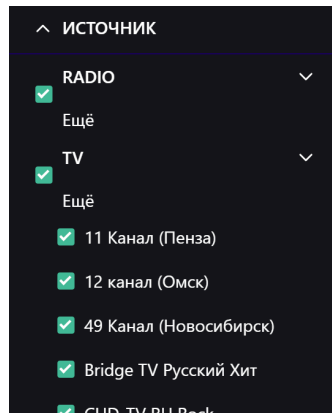 ИСТОЧНИК
RADIO
Ещё
TV
Ещё
11 Канал (Пенза)
12 канал (Омск)
49 Канал (Новосибирск)
Bridge TV Русский Хит